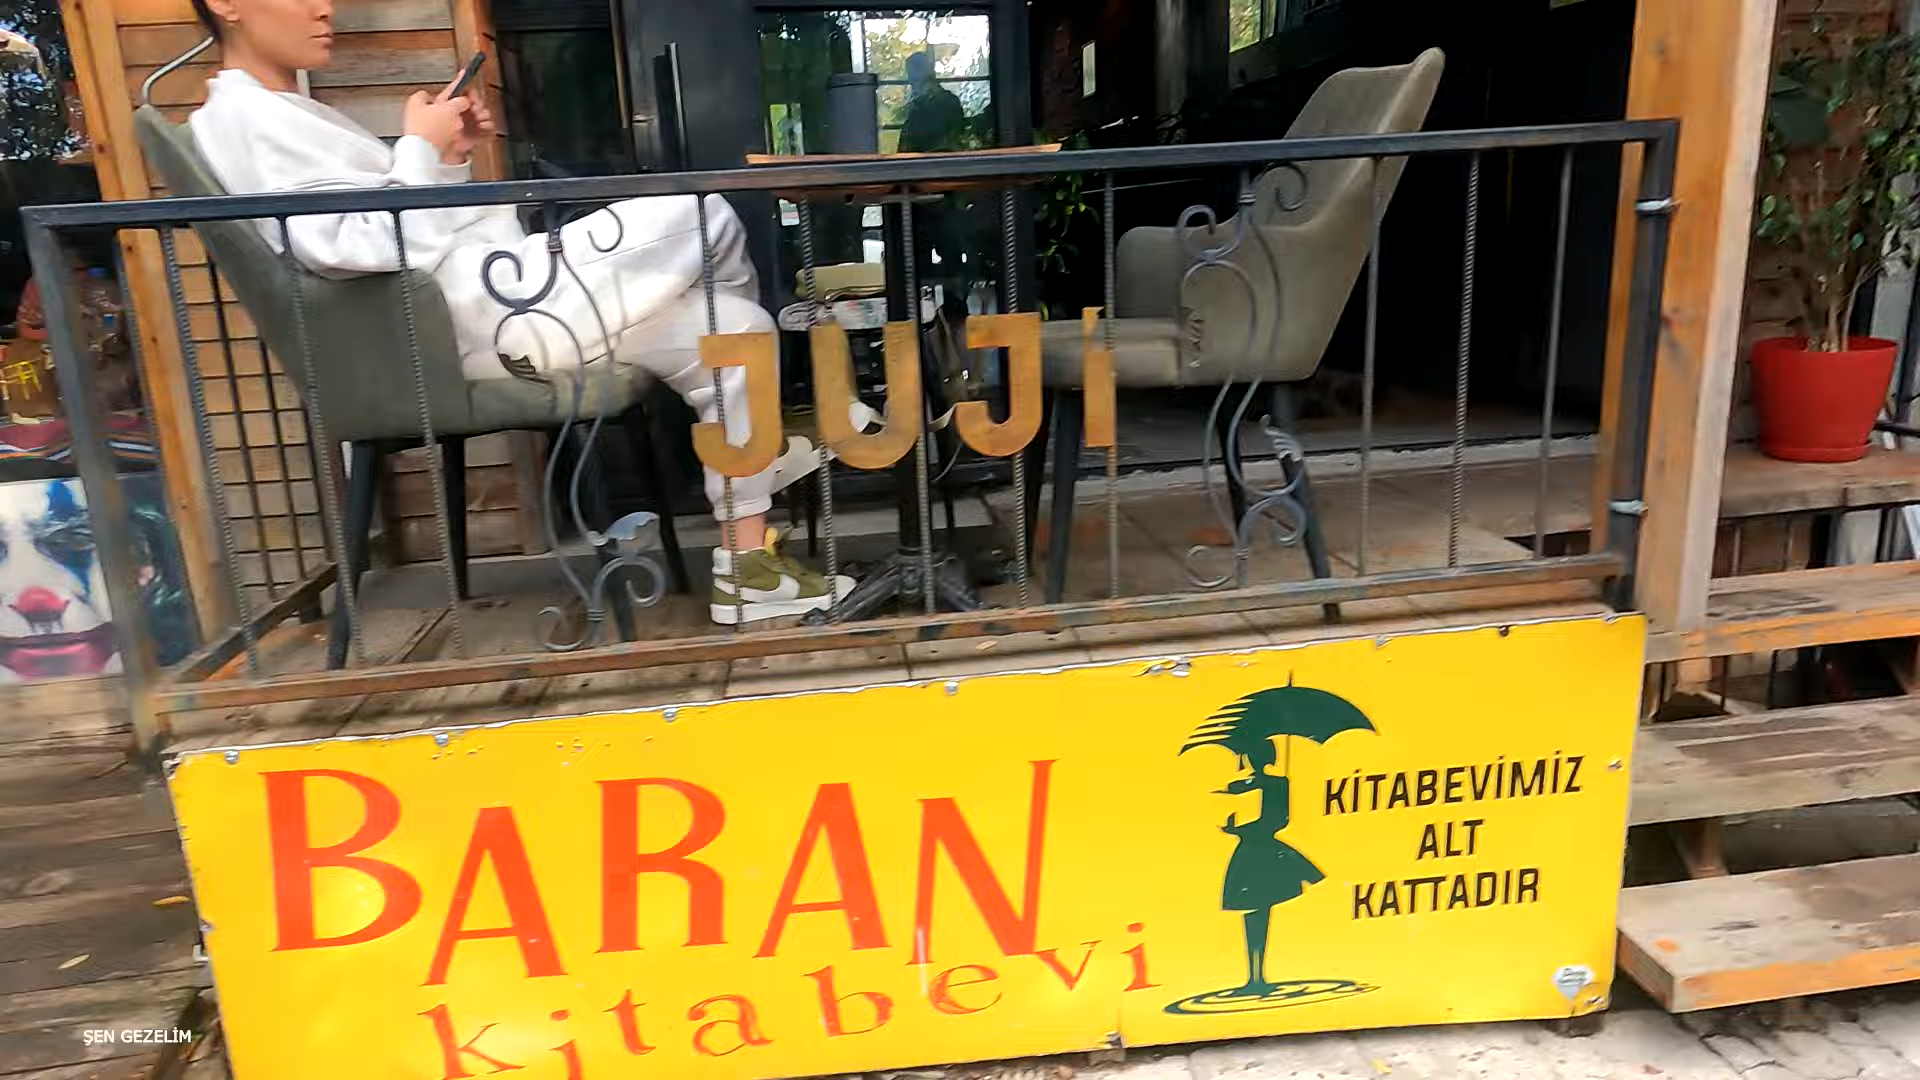 JUJİ
BARAN
kitabevi
KİTABEVİMİZ
ALT
KATTADIR
ŞEN GEZELİM